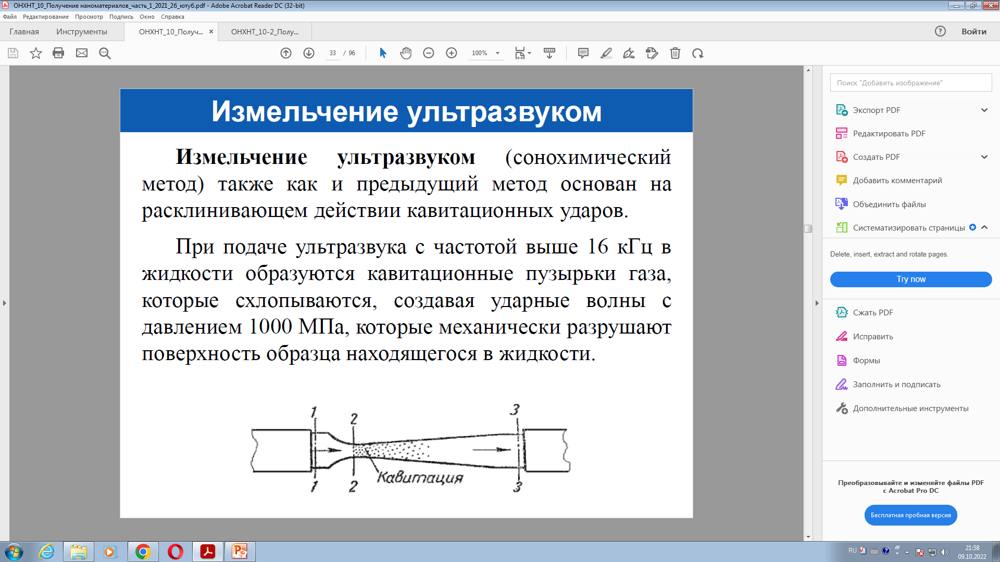 ОНХНТ_10_Получение наноматериалов_часть_1_2021_26_ютуб.pdf - Adobe Acrobat Reader DC (32-bit)
Файл Редактирование Просмотр Подпись Окно Справка
Главная Инструменты ОНХНТ_10_Получ... × ОНХНТ_10-2_Полу... Войти
33 / 96 100%
Измельчение ультразвуком
Измельчение ультразвуком (сонохимический
метод) также как и предыдущий метод основан на
расклинивающем действии кавитационных ударов.
При подаче ультразвука с частотой выше 16 кГц в
жидкости образуются кавитационные пузырьки газа,
которые схлопываются, создавая ударные волны с
давлением 1000 МПа, которые механически разрушают
поверхность образца находящегося в жидкости.
1 2 3
Кавитация
1 2 3
Поиск "Добавить изображение"
Экспорт PDF
Редактировать PDF
Создать PDF
Добавить комментарий
Объединить файлы
Систематизировать страницы
Delete, insert, extract and rotate pages.
Try now
Сжать PDF
Исправить
Формы
Заполнить и подписать
Дополнительные инструменты
Преобразовывайте и изменяйте файлы PDF
с Acrobat Pro DC
Бесплатная пробная версия
RU 21:58
09.10.2022